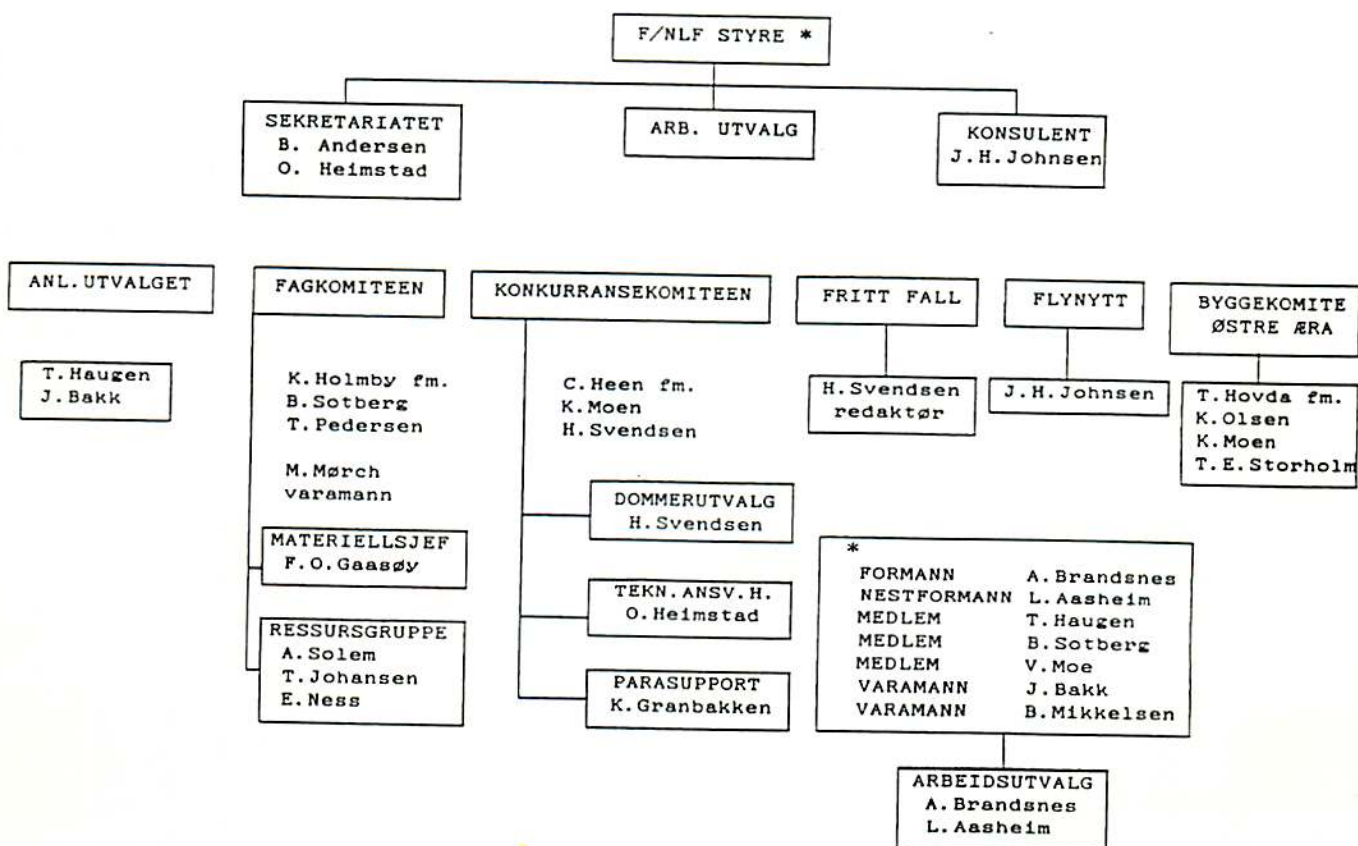 F/NLF STYRE *
SEKRETARIATET
B. Andersen
O. Heimstad
ARB. UTVALG
KONSULENT
J.H.Johnsen
ANL.UTVALGET
T.Haugen
J.Bakk
FAGKOMITEEN
K.Holmby fm.
B.Sotberg
T.Pedersen
M.Mørch
varamann
MATERIELLSJEF
F.O.Gaasøy
RESSURSGRUPPE
A.Solem
T.Johansen
E.Ness
KONKURRANSEKOMITEEN
C.Heen fm.
K.Moen
H.Svendsen
DOMMERUTVALG
H.Svendsen
TEKN.ANSV.H.
O.Heimstad
PARASUPPORT
K.Granbakken
FRITT FALL
H.Svendsen
redaktør
FLYNYTT
J.H.Johnsen
BYGGEKOMITE
ØSTRE ÆRA
T.Hovda fm.
K.Olsen
K.Moen
T.E.Storholm
*
FORMANN A.Brandsnes
NESTFORMANN L.Aasheim
MEDLEM T.Haugen
MEDLEM B.Sotberg
MEDLEM V.Moe
VARAMANN J.Bakk
VARAMANN B.Mikkelsen
ARBEIDSUTVALG
A.Brandsnes
L.Aasheim